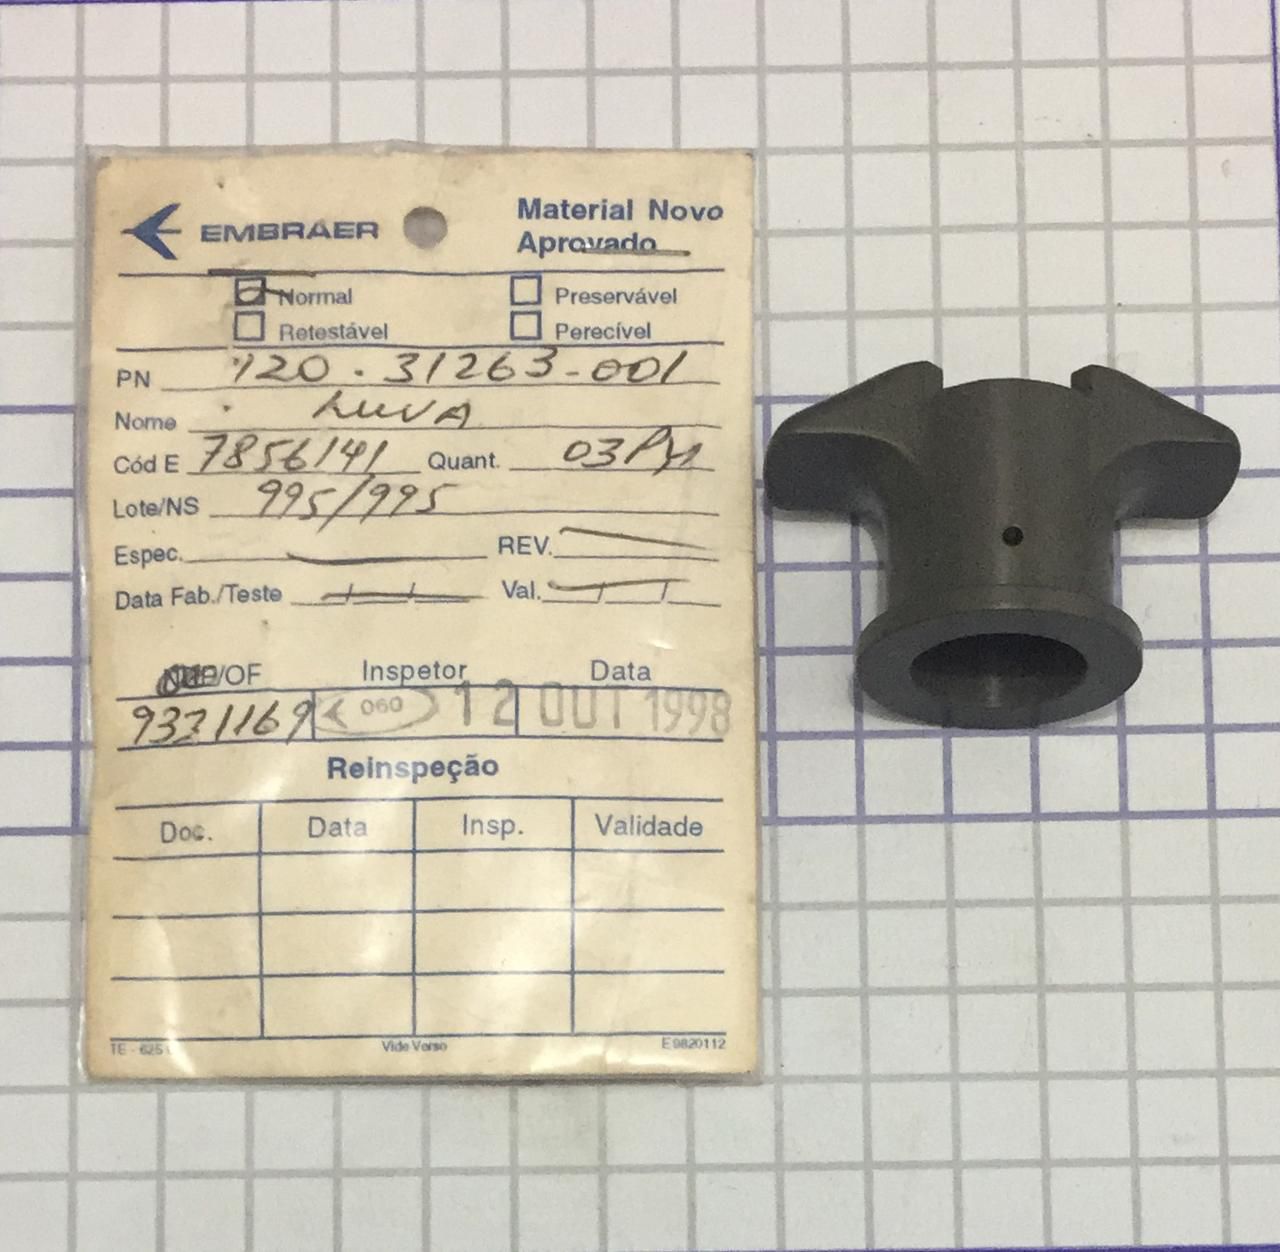 EMBRAER
Material Novo
Aprovado
Normal Preservável
Retestável Perecível
PN 120.31263-001
Nome LUVA
Cód E 7856141 Quant. 03
Lote/NS 995/995
Espec. REV.
Data Fab./Teste Val.
/OF Inspetor Data
9321169 060 12 OUT 1998
Reinspeção
Doc. Data Insp. Validade
TE - 625 Vide Verso E9820112